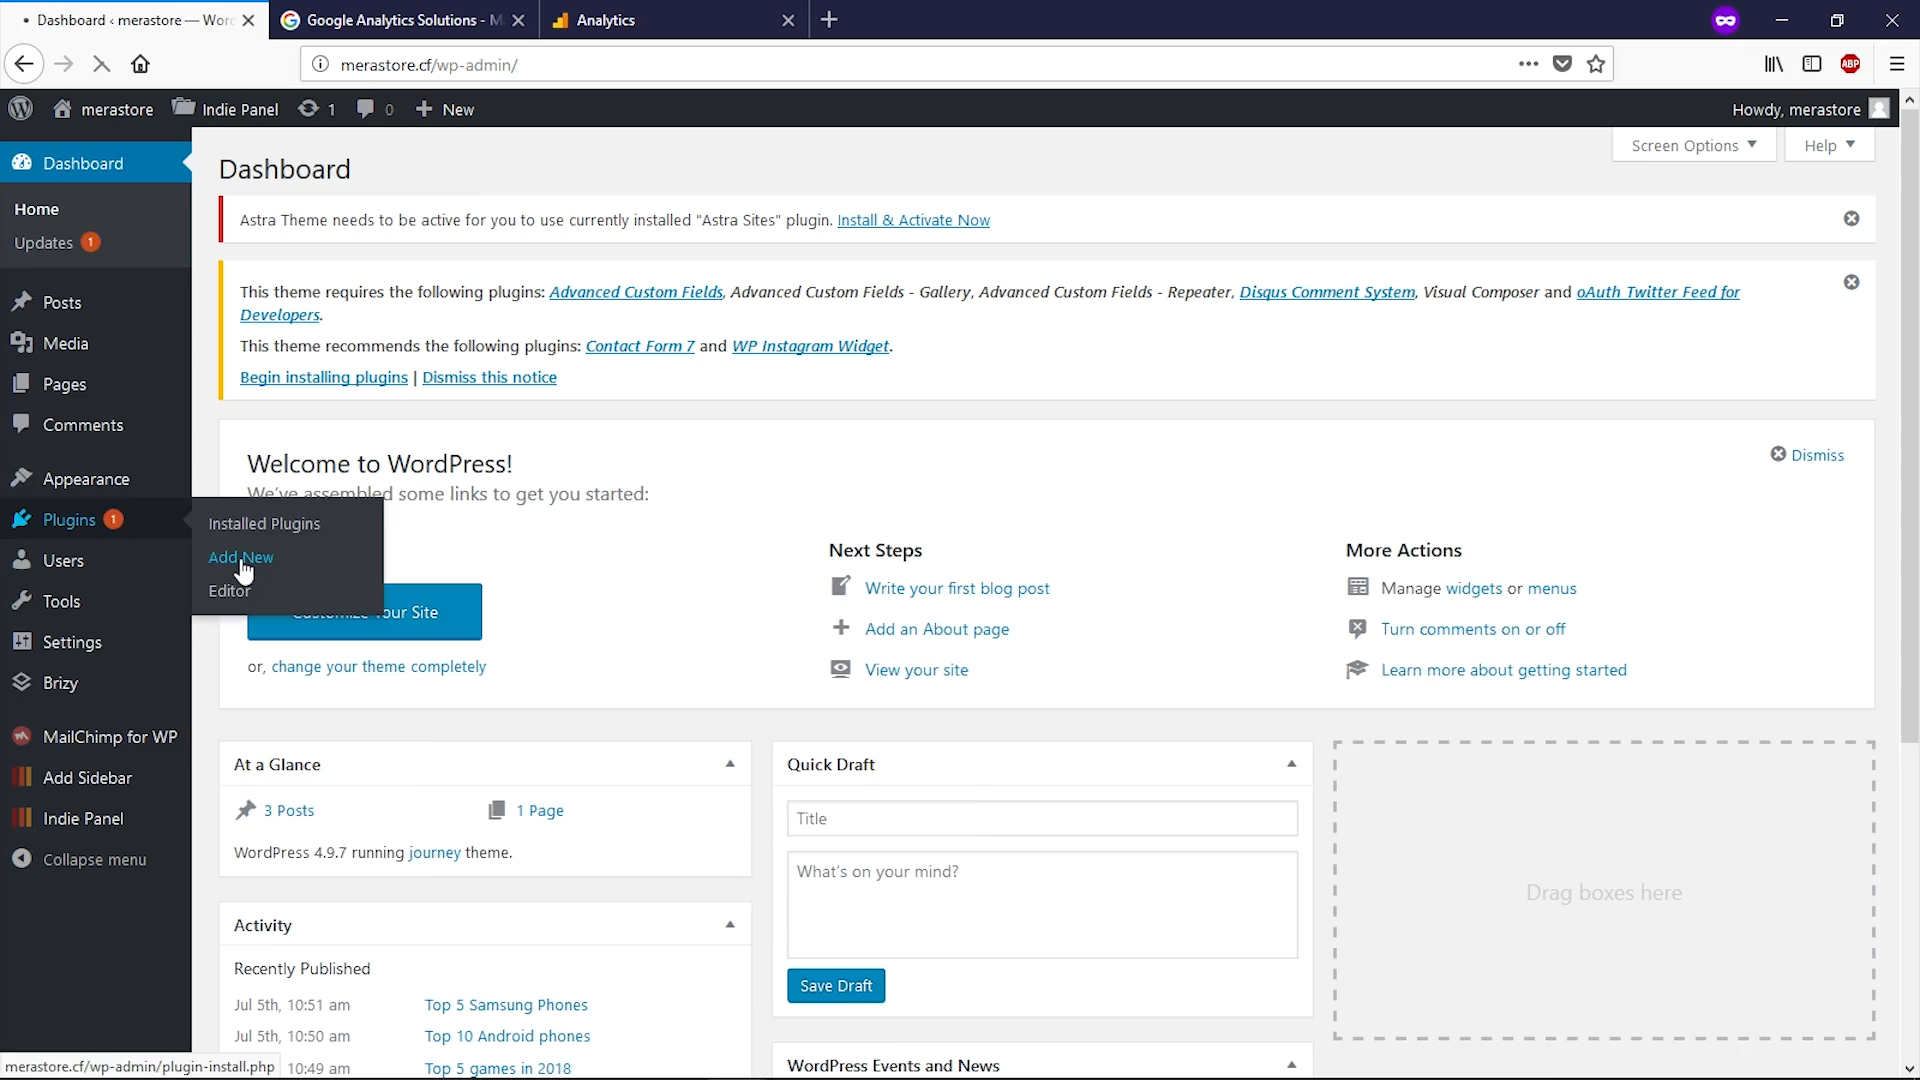 Dashboard ‹ merastore — Wor
Google Analytics Solutions - M
Analytics
merastore.cf/wp-admin/
ABP
merastore
Indie Panel
1
0
New
Howdy, merastore
Dashboard
Home
Updates 1
Posts
Media
Pages
Comments
Appearance
Plugins 1
Users
Tools
Settings
Brizy
MailChimp for WP
Add Sidebar
Indie Panel
Collapse menu
Installed Plugins
Add New
Editor
Screen Options
Help
Dashboard
Astra Theme needs to be active for you to use currently installed "Astra Sites" plugin. Install & Activate Now
This theme requires the following plugins: Advanced Custom Fields, Advanced Custom Fields - Gallery, Advanced Custom Fields - Repeater, Disqus Comment System, Visual Composer and oAuth Twitter Feed for
Developers.
This theme recommends the following plugins: Contact Form 7 and WP Instagram Widget.
Begin installing plugins | Dismiss this notice
Welcome to WordPress!
Dismiss
We've assembled some links to get you started:
Customize Your Site
or, change your theme completely
Next Steps
Write your first blog post
Add an About page
View your site
More Actions
Manage widgets or menus
Turn comments on or off
Learn more about getting started
At a Glance
3 Posts
1 Page
WordPress 4.9.7 running journey theme.
Activity
Recently Published
Jul 5th, 10:51 am Top 5 Samsung Phones
Jul 5th, 10:50 am Top 10 Android phones
10:49 am Top 5 games in 2018
Quick Draft
Title
What's on your mind?
Save Draft
WordPress Events and News
Drag boxes here
merastore.cf/wp-admin/plugin-install.php